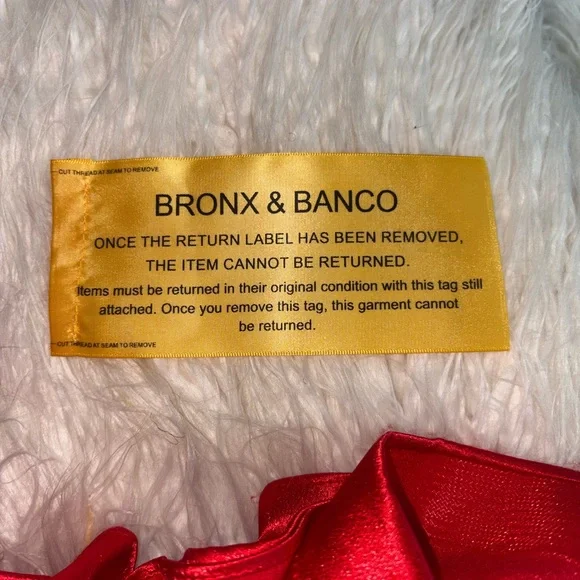 CUT THREAD AT SEAM TO REMOVE
BRONX & BANCO
ONCE THE RETURN LABEL HAS BEEN REMOVED,
THE ITEM CANNOT BE RETURNED.
Items must be returned in their original condition with this tag still
attached. Once you remove this tag, this garment cannot
be returned.
CUT THREAD AT SEAM TO REMOVE